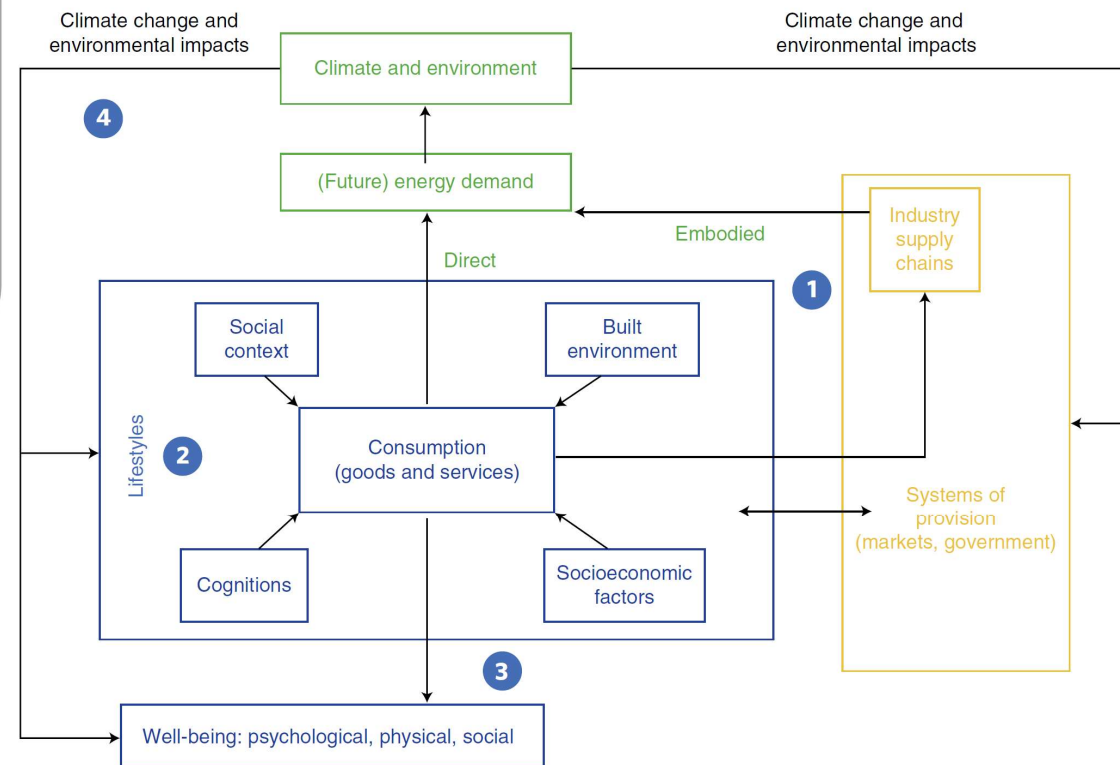 Climate change and
environmental impacts
Climate change and
environmental impacts
Climate and environment
4
(Future) energy demand
Industry
supply
chains
Embodied
Direct
1
Social
context
Built
environment
Lifestyles
2
Consumption
(goods and services)
Systems of
provision
(markets, government)
Cognitions
Socioeconomic
factors
3
Well-being: psychological, physical, social